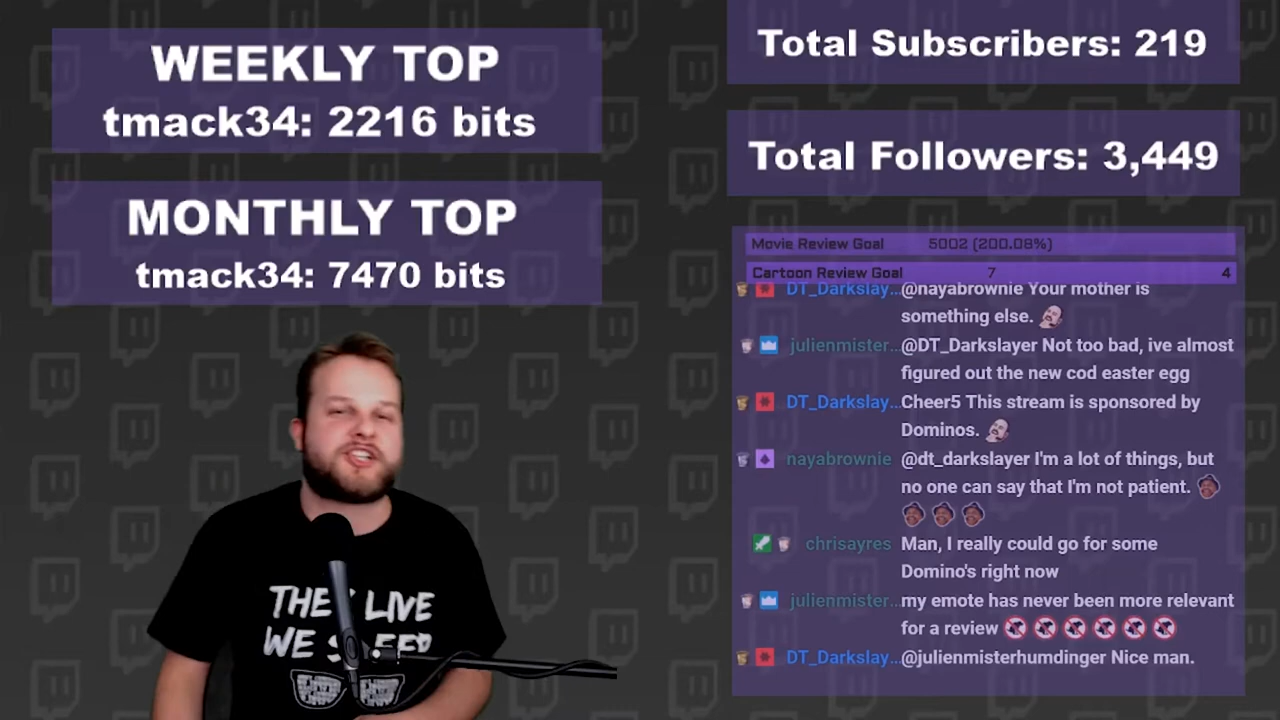 WEEKLY TOP
tmack34: 2216 bits
MONTHLY TOP
tmack34: 7470 bits
Total Subscribers: 219
Total Followers: 3,449
Movie Review Goal 5002 (200.08%)
Cartoon Review Goal 7 4
DT_Darkslay... @nayabrownie Your mother is
something else.
julienmister... @DT_Darkslayer Not too bad, ive almost
figured out the new cod easter egg
DT_Darkslay... Cheer5 This stream is sponsored by
Dominos.
nayabrownie @dt_darkslayer I'm a lot of things, but
no one can say that I'm not patient.
chrisayres Man, I really could go for some
Domino's right now
julienmister... my emote has never been more relevant
for a review
DT_Darkslay... @julienmisterhumdinger Nice man.
THE LIVE
WE